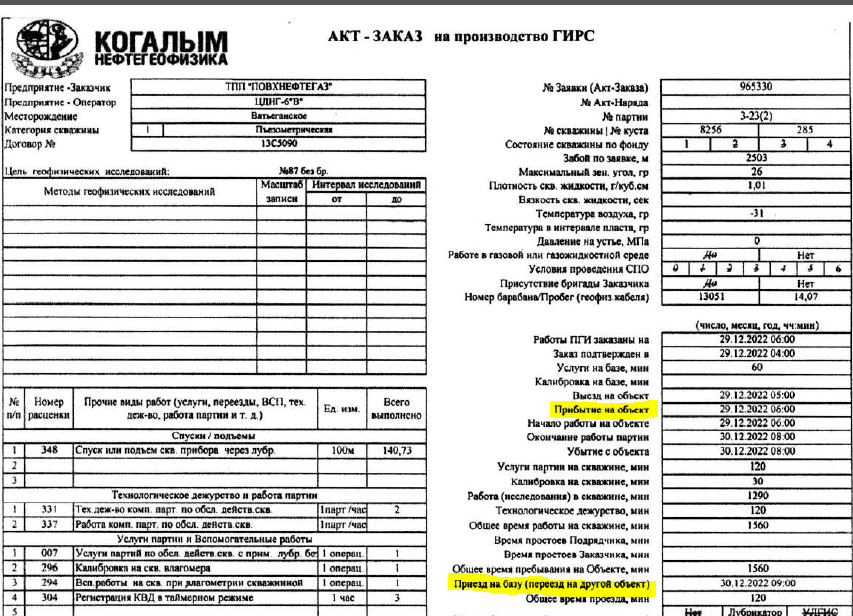 КОГАЛЫМ
НЕФТЕГЕОФИЗИКА
АКТ - ЗАКАЗ на производство ГИРС
Предприятие -Заказчик ТПП "ПОВХНЕФТЕГАЗ"
Предприятие - Оператор ЦДНГ-6"В"
Месторождение Ватьеганское
Категория скважины 1 Пьезометрическая
Договор № 13С5090
Цель геофизических исследований: №87 без бр.
Методы геофизических исследований Масштаб записи Интервал исследований
от до
№ Заявки (Акт-Заказа) 965330
№ Акт-Наряда
№ партии 3-23(2)
№ скважины | № куста 8256 285
Состояние скважины по фонду 1 2 3 4
Забой по заявке, м 2503
Максимальный зен. угол, гр 26
Плотность скв. жидкости, г/куб.см 1,01
Вязкость скв. жидкости, сек
Температура воздуха, гр -31
Температура в интервале пласта, гр
Давление на устье, МПа 0
Работе в газовой или газожидкостной среде Да Нет
Условия проведения СПО 0 1 2 3 4 5 6
Присутствие бригады Заказчика Да Нет
Номер барабана/Пробег (геофиз.кабеля) 13051 14,07
(число, месяц, год, чч:мин)
Работы ПГИ заказаны на 29.12.2022 06:00
Заказ подтвержден в 29.12.2022 04:00
Услуги на базе, мин 60
Калибровка на базе, мин
Выезд на объект 29.12.2022 05:00
Прибытие на объект 29.12.2022 06:00
Начало работы на объекте 29.12.2022 06:00
Окончание работы партии 30.12.2022 08:00
Убытие с объекта 30.12.2022 08:00
Услуги партии на скважине, мин 120
Калибровка на скважине, мин 30
Работа (исследования) в скважине, мин 1290
Технологическое дежурство, мин 120
Общее время работы на скважине, мин 1560
Время простоев Подрядчика, мин
Время простоев Заказчика, мин
Общее время пребывания на Объекте, мин 1560
Приезд на базу (переезд на другой объект) 30.12.2022 09:00
Общее время проезда, мин 120
Нет Лубрикатор
№ п/п Номер расценки Прочие виды работ (услуги, переезды, ВСП, тех. деж-во, работа партии и т. д.) Ед. изм. Всего выполнено
Спуски / подъемы
1 348 Спуск или подъем скв. прибора через лубр. 100м 140,73
2
3
Технологическое дежурство и работа партии
1 331 Тех.деж-во комп. парт. по обсл. действ.скв. 1парт /час 2
2 337 Работа комп. парт. по обсл. действ.скв. 1парт/час
Услуги партии и Вспомогательные работы
1 007 Услуги партий по обсл. действ.скв. с прим. лубр. бе 1 операц. 1
2 296 Калибровка на скв. влагомера 1 операц. 1
3 294 Всп.работы на скв. при влагометрии скважинной 1 операц. 1
4 304 Регистрация КВД в таймерном режиме 1 час 3
5